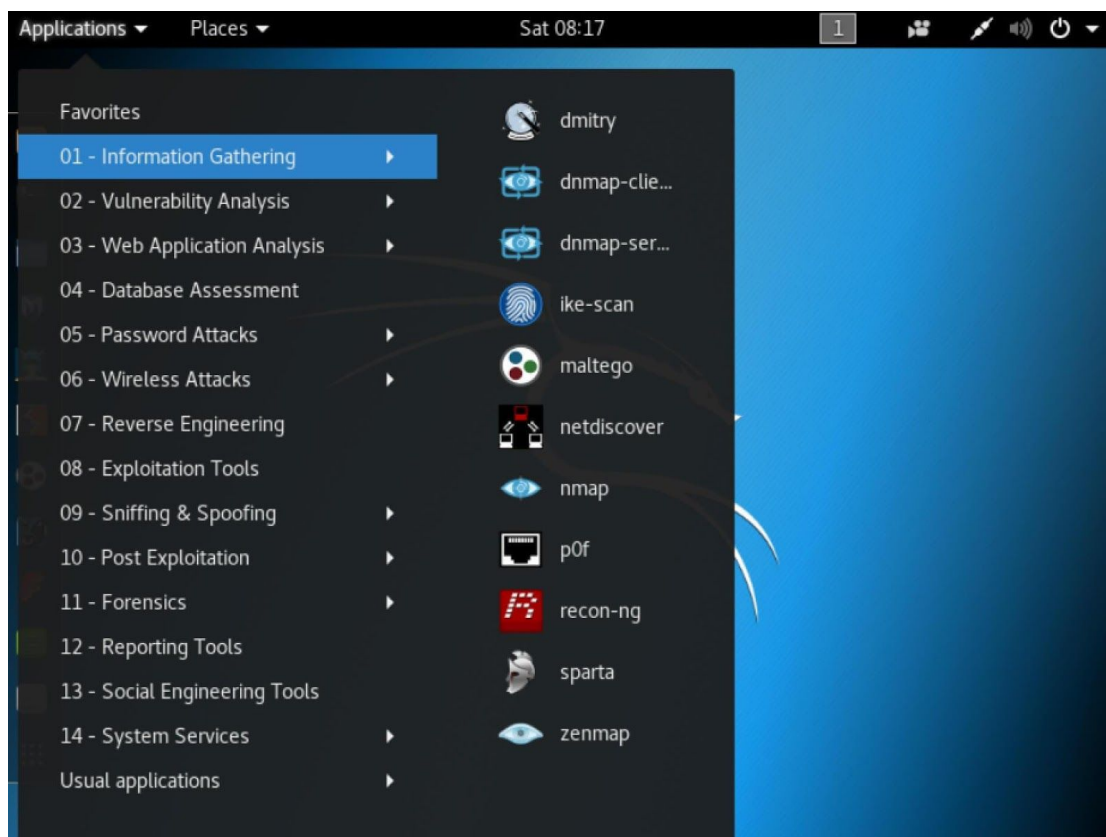 Applications Places Sat 08:17 1
Favorites
01 - Information Gathering
02 - Vulnerability Analysis
03 - Web Application Analysis
04 - Database Assessment
05 - Password Attacks
06 - Wireless Attacks
07 - Reverse Engineering
08 - Exploitation Tools
09 - Sniffing & Spoofing
10 - Post Exploitation
11 - Forensics
12 - Reporting Tools
13 - Social Engineering Tools
14 - System Services
Usual applications
dmitry
dnmap-clie...
dnmap-ser...
ike-scan
maltego
netdiscover
nmap
p0f
recon-ng
sparta
zenmap